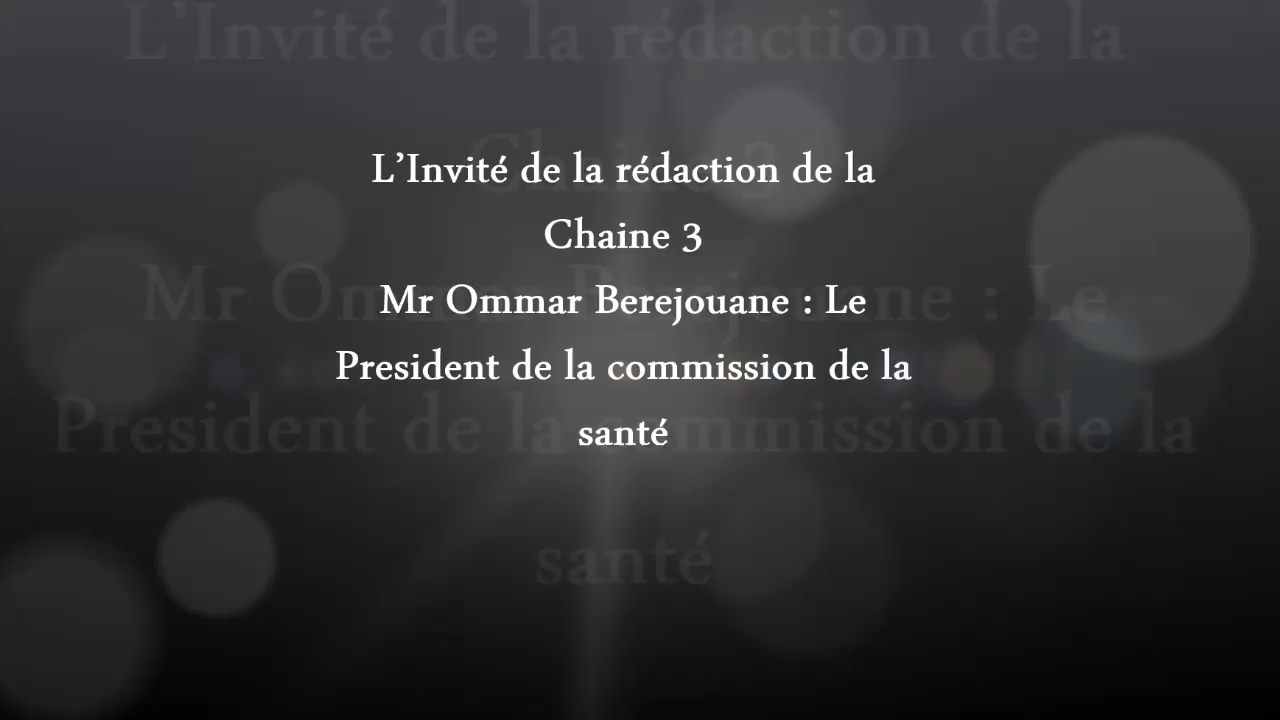 L’Invité de la rédaction de la
Chaine 3
Mr Ommar Berejouane : Le
President de la commission de la
santé